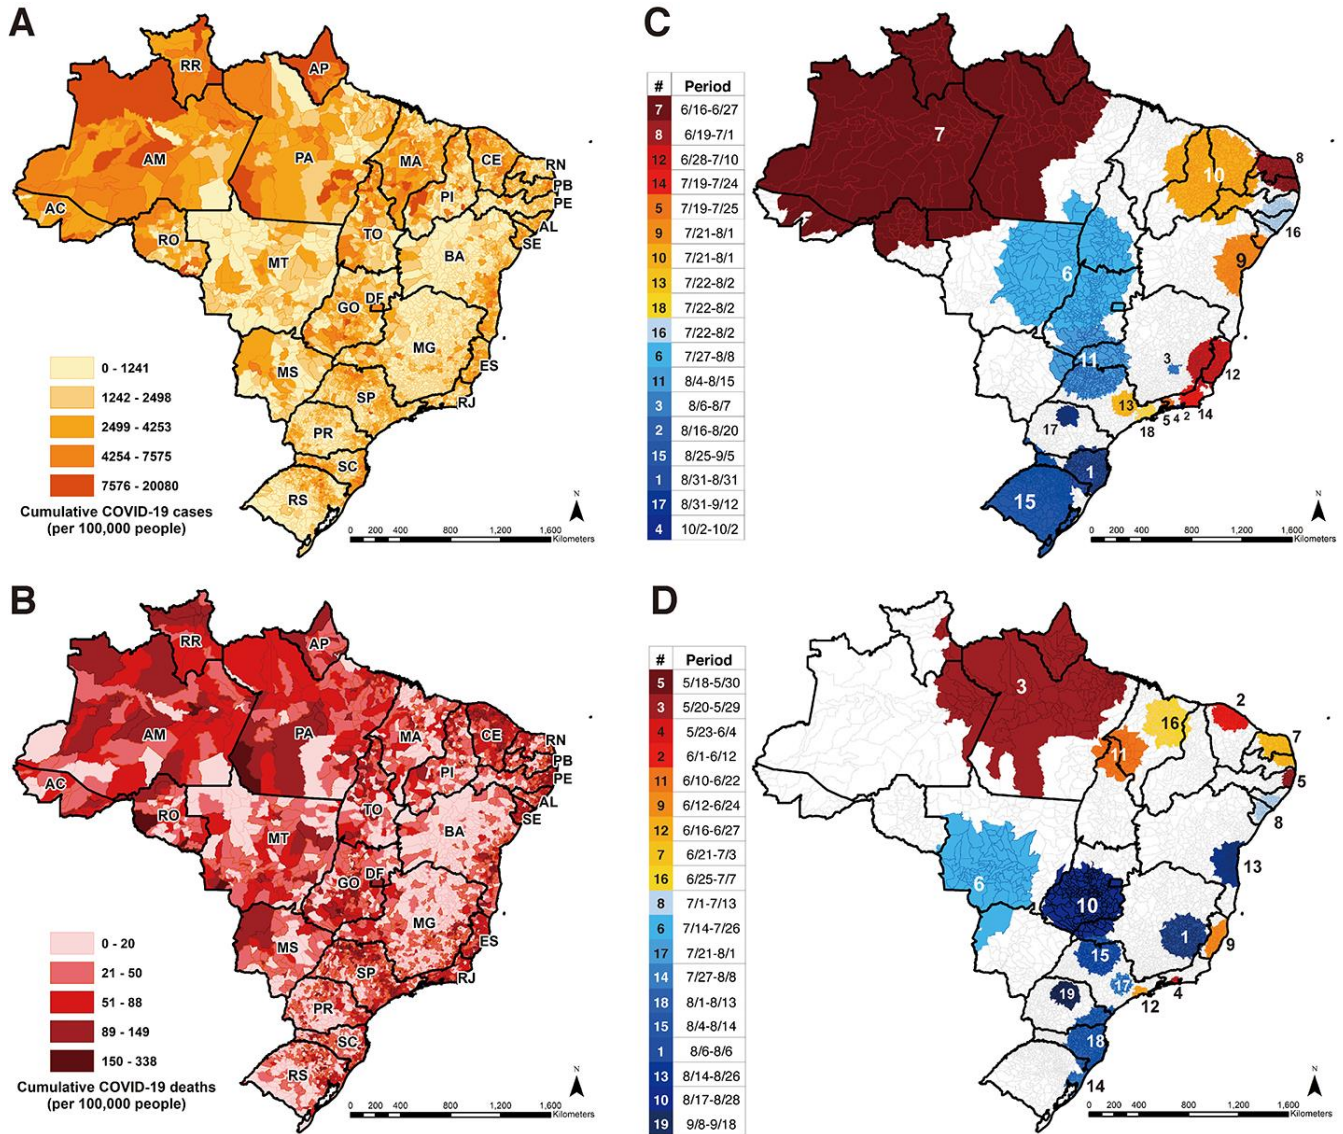 A
RR
AP
AM
PA
MA
CE
RN
PB
PE
PI
AC
AL
SE
RO
TO
BA
MT
GO
DF
MG
ES
MS
SP
RJ
PR
SC
RS
0 - 1241
1242 - 2498
2499 - 4253
4254 - 7575
7576 - 20080
Cumulative COVID-19 cases
(per 100,000 people)
N
0 200 400 800 1,200 1,600
Kilometers
C
# Period
7 6/16-6/27
8 6/19-7/1
12 6/28-7/10
14 7/19-7/24
5 7/19-7/25
9 7/21-8/1
10 7/21-8/1
13 7/22-8/2
18 7/22-8/2
16 7/22-8/2
6 7/27-8/8
11 8/4-8/15
3 8/6-8/7
2 8/16-8/20
15 8/25-9/5
1 8/31-8/31
17 8/31-9/12
4 10/2-10/2
7
8
10
16
9
6
11
3
12
13
5 4 2 14
18
17
1
15
N
0 200 400 800 1,200 1,600
Kilometers
B
RR
AP
AM
PA
MA
CE
RN
PB
PE
PI
AC
AL
SE
RO
TO
BA
MT
GO
DF
MG
ES
MS
SP
RJ
PR
SC
RS
0 - 20
21 - 50
51 - 88
89 - 149
150 - 338
Cumulative COVID-19 deaths
(per 100,000 people)
N
0 200 400 800 1,200 1,600
Kilometers
D
# Period
5 5/18-5/30
3 5/20-5/29
4 5/23-6/4
2 6/1-6/12
11 6/10-6/22
9 6/12-6/24
12 6/16-6/27
7 6/21-7/3
16 6/25-7/7
8 7/1-7/13
6 7/14-7/26
17 7/21-8/1
14 7/27-8/8
18 8/1-8/13
15 8/4-8/14
1 8/6-8/6
13 8/14-8/26
10 8/17-8/28
19 9/8-9/18
3
2
16
7
11
5
8
13
6
10
1
9
15
17
4
12
19
18
14
N
0 200 400 800 1,200 1,600
Kilometers